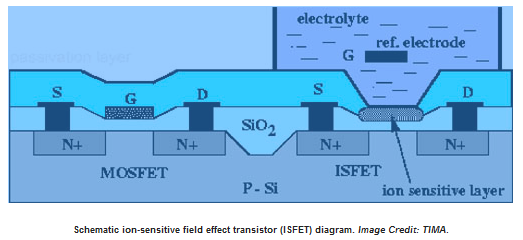 electrolyte
ref. electrode
G
passivation layer
S
G
D
S
D
SiO2
N+
N+
N+
N+
MOSFET
ISFET
P - Si
ion sensitive layer
Schematic ion-sensitive field effect transistor (ISFET) diagram. Image Credit: TIMA.